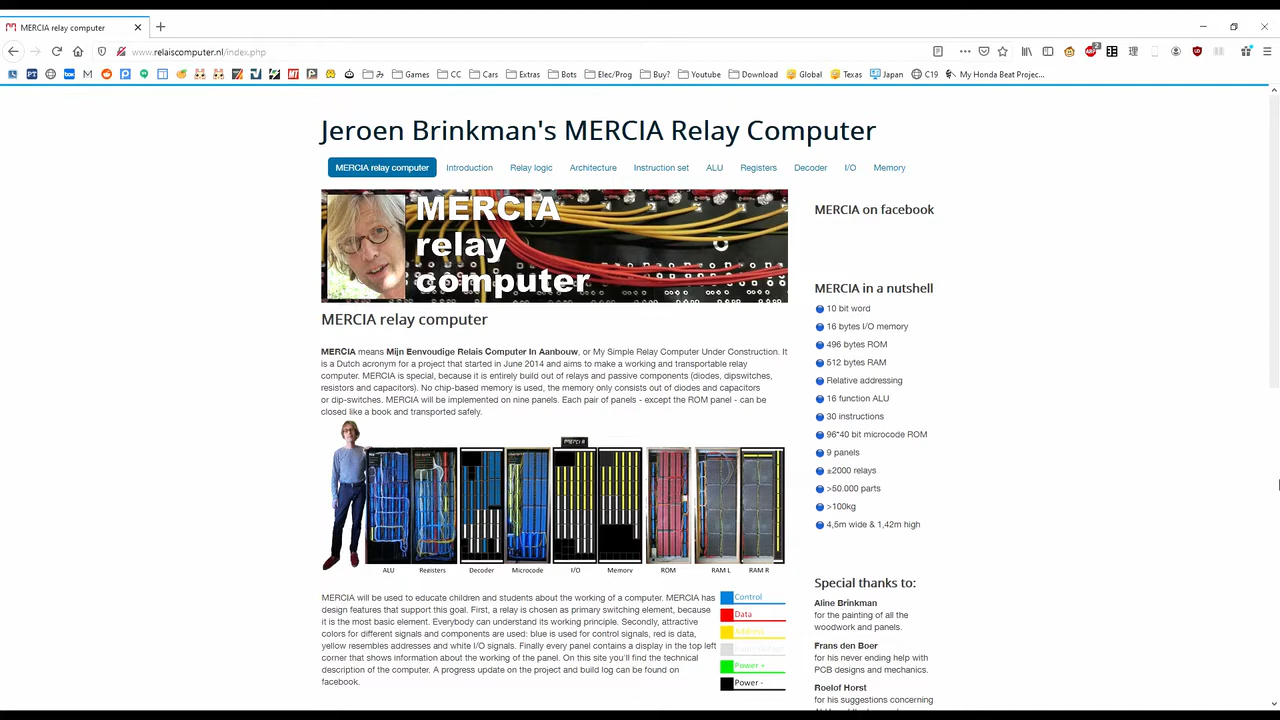 MERCIA relay computer
www.relaiscomputer.nl/index.php
Games
CC
Cars
Extras
Bots
Elec/Prog
Buy?
Youtube
Download
Global
Texas
Japan
C19
My Honda Beat Projec...
Jeroen Brinkman's MERCIA Relay Computer
MERCIA relay computer Introduction Relay logic Architecture Instruction set ALU Registers Decoder I/O Memory
MERCIA
relay
computer
MERCIA relay computer
MERCIA means Mijn Eenvoudige Relais Computer In Aanbouw, or My Simple Relay Computer Under Construction. It
is a Dutch acronym for a project that started in June 2014 and aims to make a working and transportable relay
computer. MERCIA is special, because it is entirely build out of relays and passive components (diodes, dipswitches,
resistors and capacitors). No chip-based memory is used, the memory only consists out of diodes and capacitors
or dip-switches. MERCIA will be implemented on nine panels. Each pair of panels - except the ROM panel - can be
closed like a book and transported safely.
MERCIA
ALU Registers Decoder Microcode I/O Memory ROM RAM L RAM R
MERCIA will be used to educate children and students about the working of a computer. MERCIA has
design features that support this goal. First, a relay is chosen as primary switching element, because
it is the most basic element. Everybody can understand its working principle. Secondly, attractive
colors for different signals and components are used: blue is used for control signals, red is data,
yellow resembles addresses and white I/O signals. Finally every panel contains a display in the top left
corner that shows information about the working of the panel. On this site you'll find the technical
description of the computer. A progress update on the project and build log can be found on
facebook.
Control
Data
Address
Power +
Power -
MERCIA on facebook
MERCIA in a nutshell
10 bit word
16 bytes I/O memory
496 bytes ROM
512 bytes RAM
Relative addressing
16 function ALU
30 instructions
96*40 bit microcode ROM
9 panels
±2000 relays
>50.000 parts
>100kg
4,5m wide & 1,42m high
Special thanks to:
Aline Brinkman
for the painting of all the
woodwork and panels.
Frans den Boer
for his never ending help with
PCB designs and mechanics.
Roelof Horst
for his suggestions concerning